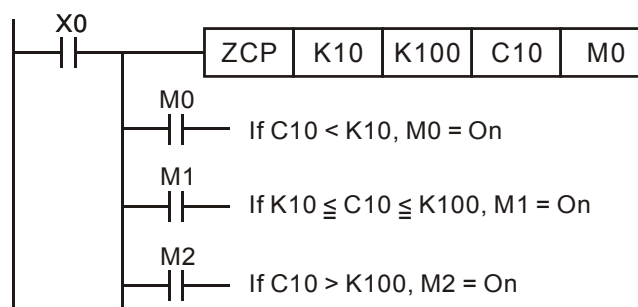 X0
ZCP K10 K100 C10 M0
M0
If C10 < K10, M0 = On
M1
If K10 ≦ C10 ≦ K100, M1 = On
M2
If C10 > K100, M2 = On